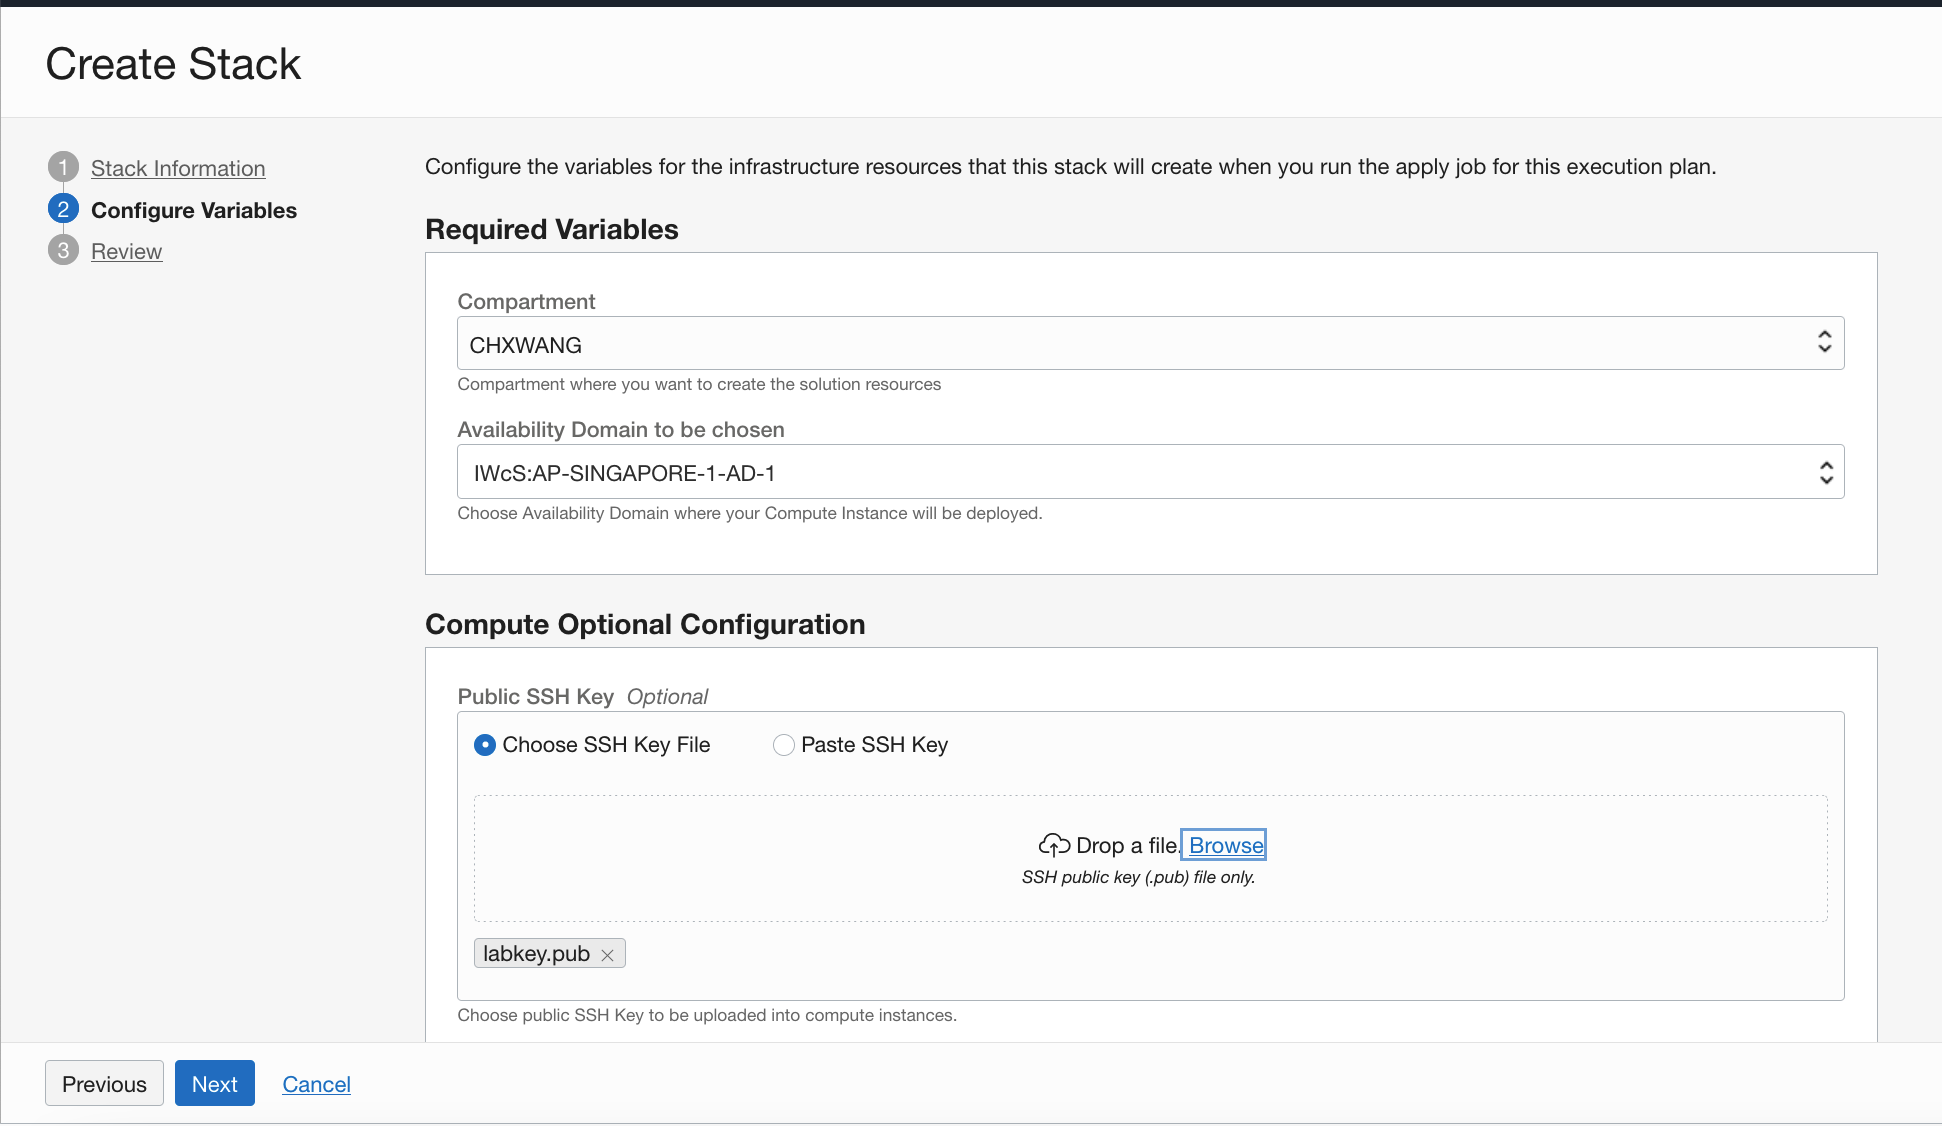 Create Stack
1 Stack Information
2 Configure Variables
3 Review
Configure the variables for the infrastructure resources that this stack will create when you run the apply job for this execution plan.
Required Variables
Compartment
CHXWANG
Compartment where you want to create the solution resources
Availability Domain to be chosen
IWcS:AP-SINGAPORE-1-AD-1
Choose Availability Domain where your Compute Instance will be deployed.
Compute Optional Configuration
Public SSH Key Optional
Choose SSH Key File Paste SSH Key
Drop a file. Browse
SSH public key (.pub) file only.
labkey.pub
Choose public SSH Key to be uploaded into compute instances.
Previous Next Cancel